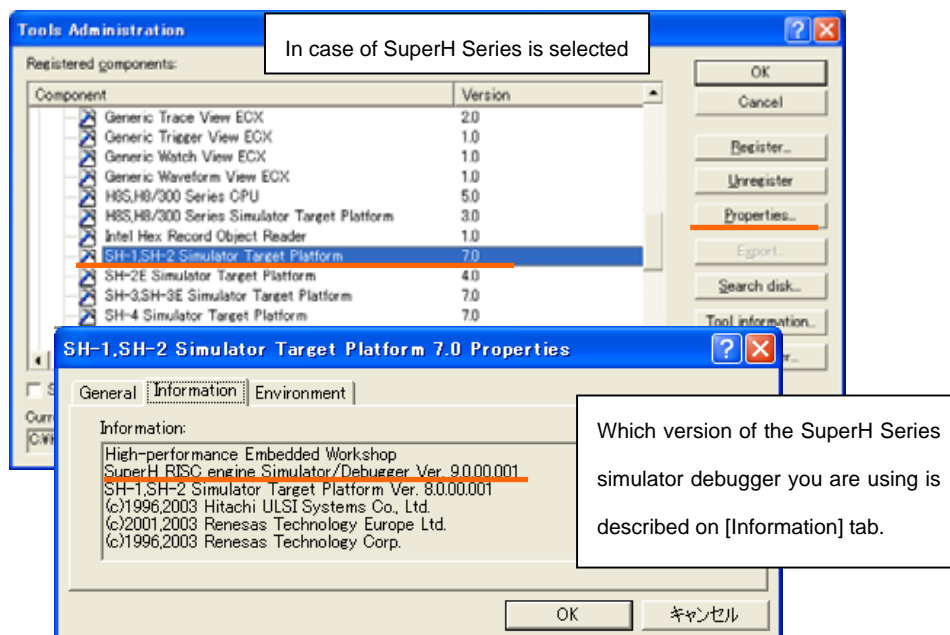 Tools Administration
In case of SuperH Series is selected
Registered components:
Component Version
Generic Trace View ECX 2.0
Generic Trigger View ECX 1.0
Generic Watch View ECX 1.0
Generic Waveform View ECX 1.0
H8S,H8/300 Series CPU 5.0
H8S,H8/300 Series Simulator Target Platform 3.0
Intel Hex Record Object Reader 1.0
SH-1,SH-2 Simulator Target Platform 7.0
SH-2E Simulator Target Platform 4.0
SH-3,SH-3E Simulator Target Platform 7.0
SH-4 Simulator Target Platform 7.0
OK
Cancel
Register...
Unregister
Properties...
Export...
Search disk...
Tool information...
SH-1,SH-2 Simulator Target Platform 7.0 Properties
General Information Environment
Information:
High-performance Embedded Workshop
SuperH RISC engine Simulator/Debugger Ver. 9.0.00.001
SH-1,SH-2 Simulator Target Platform Ver. 8.0.00.001
(c)1996,2003 Hitachi ULSI Systems Co., Ltd.
(c)2001,2003 Renesas Technology Europe Ltd.
(c)1996,2003 Renesas Technology Corp.
Which version of the SuperH Series
simulator debugger you are using is
described on [Information] tab.
OK キャンセル